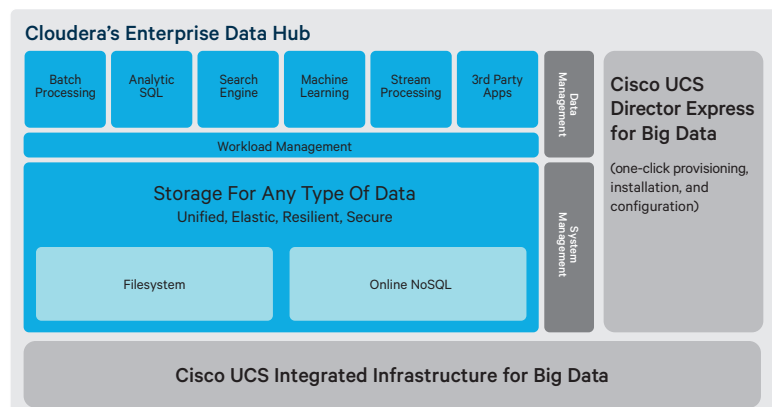 Cloudera's Enterprise Data Hub
Batch
Processing
Analytic
SQL
Search
Engine
Machine
Learning
Stream
Processing
3rd Party
Apps
Workload Management
Storage For Any Type Of Data
Unified, Elastic, Resilient, Secure
Filesystem
Online NoSQL
Data
Management
System
Management
Cisco UCS
Director Express
for Big Data
(one-click provisioning,
installation, and
configuration)
Cisco UCS Integrated Infrastructure for Big Data